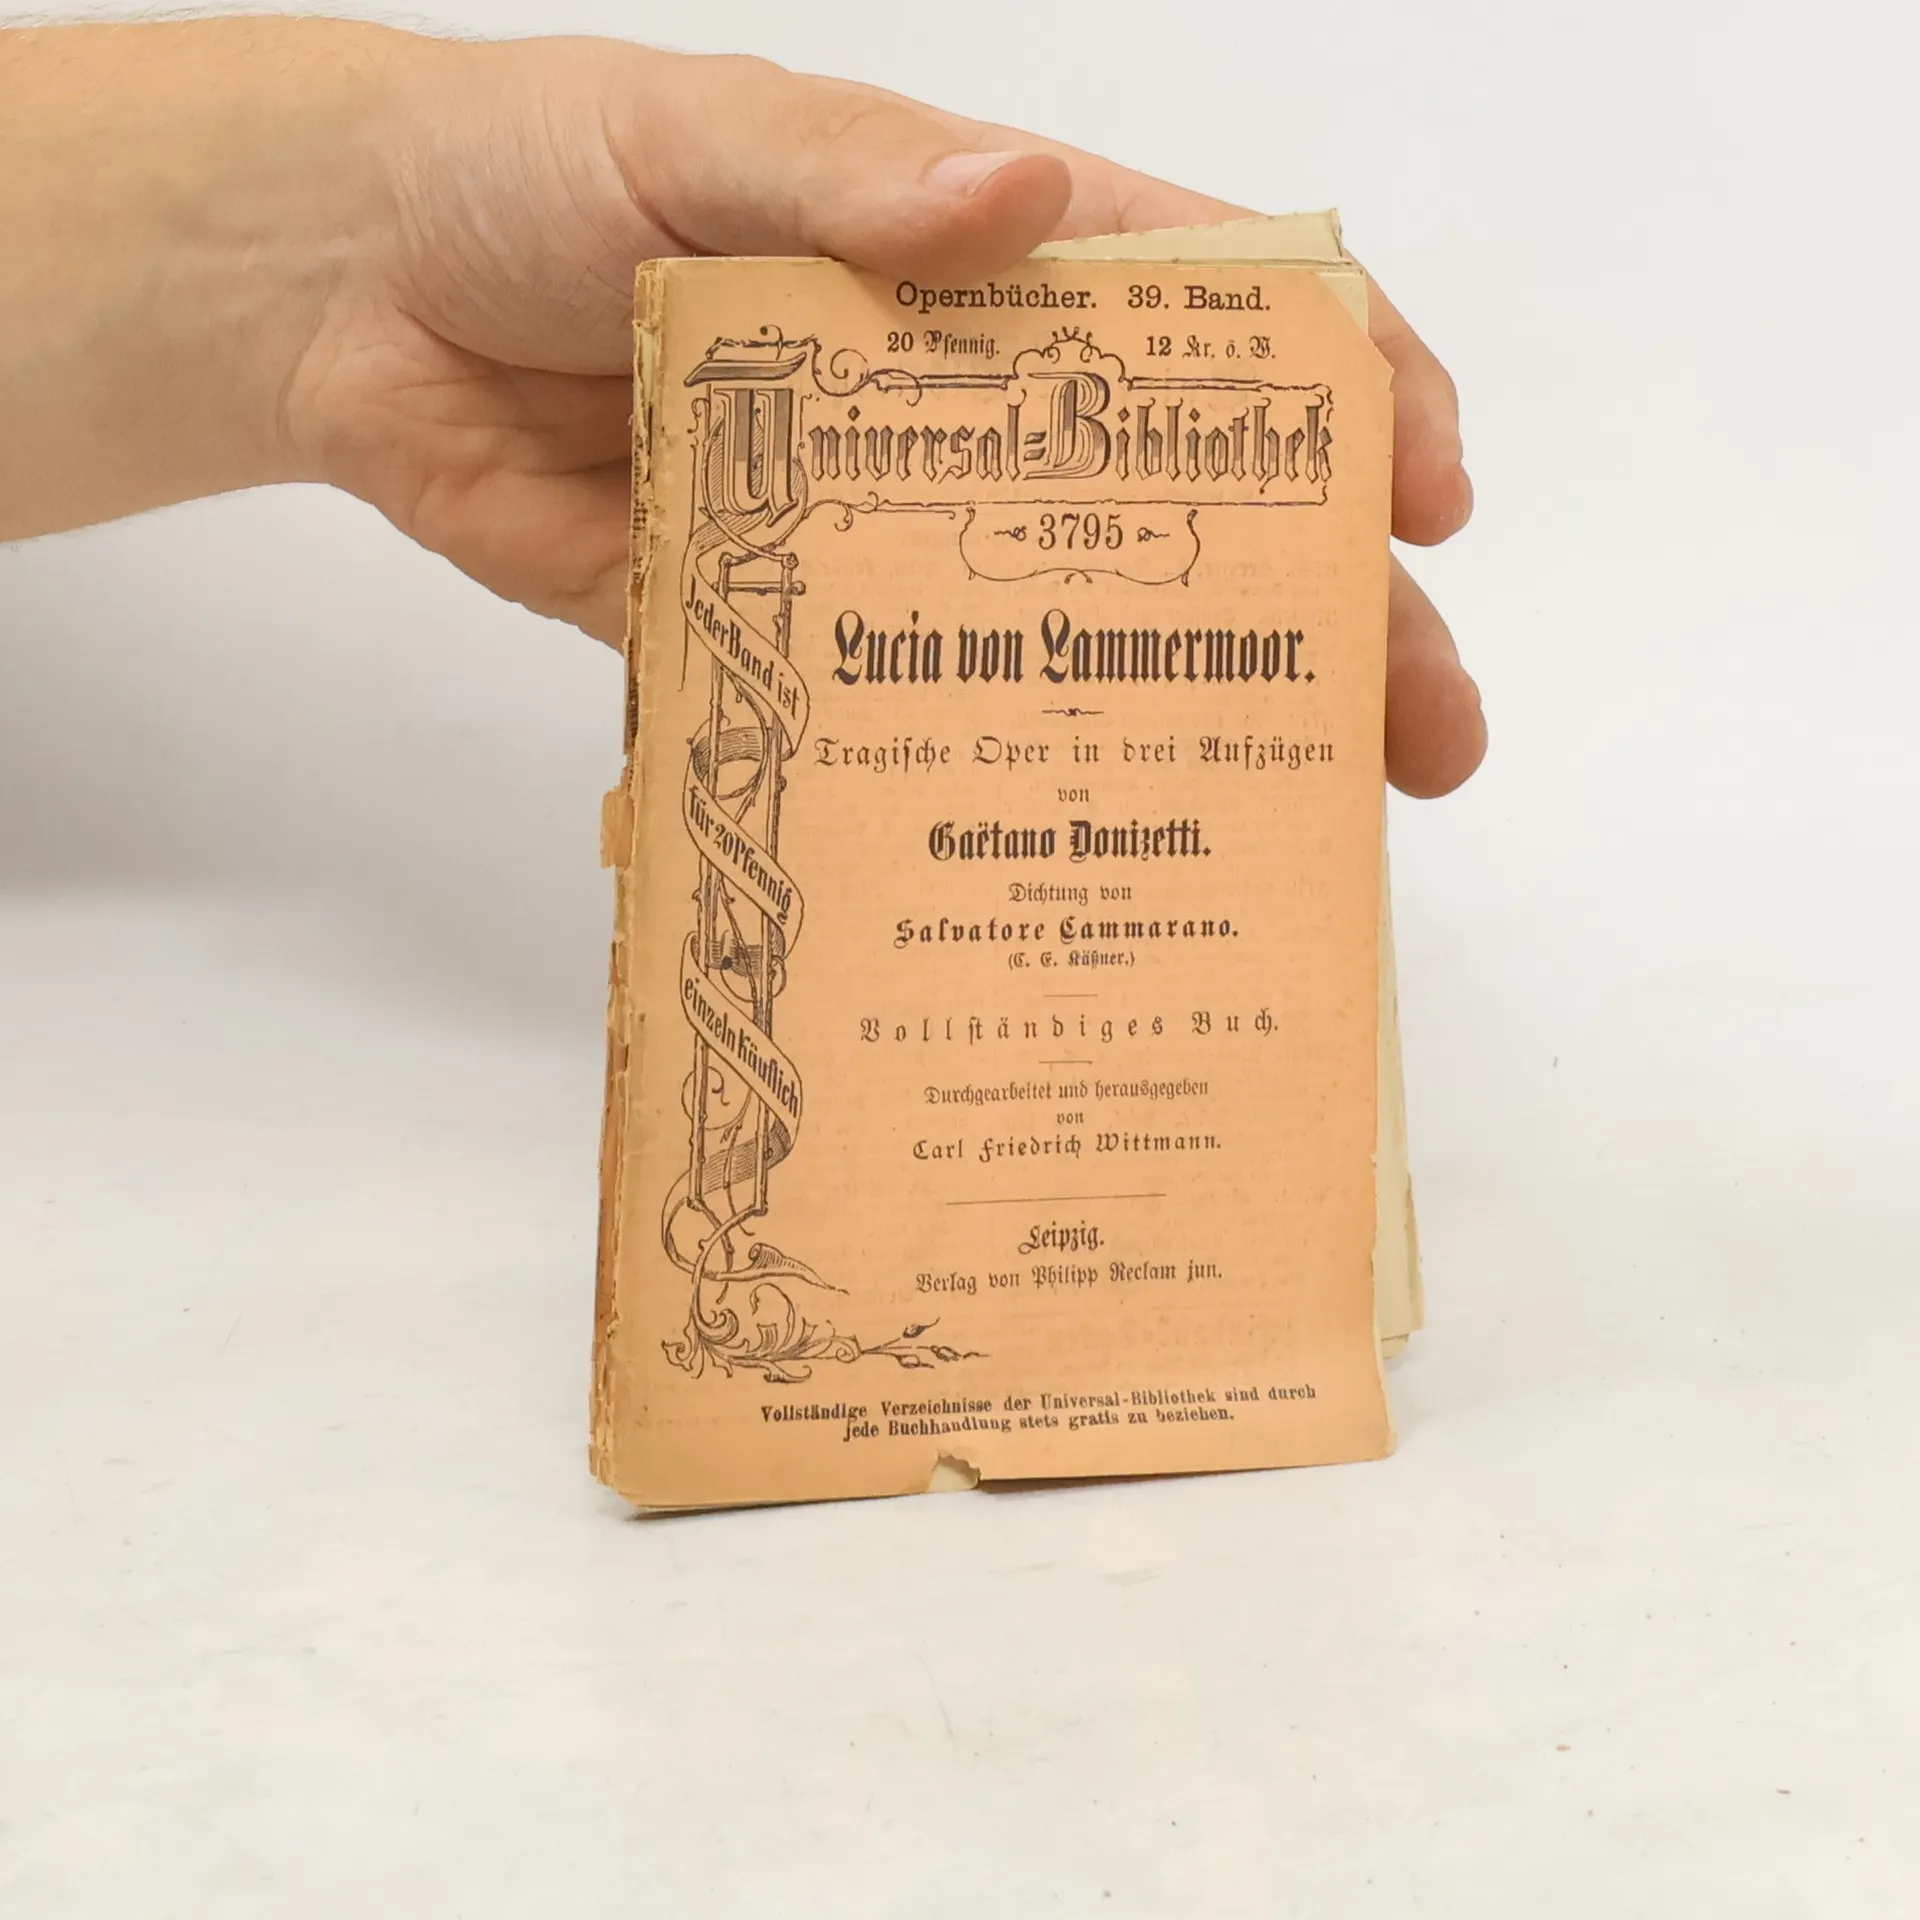 Opernbücher. 39. Band.
20 Pfennig. 12 Kr. ö. W.
Universal-Bibliothek
3795
Jeder Band ist
für 20 Pfennig
einzeln käuflich
Lucia von Lammermoor.
Tragische Oper in drei Aufzügen
von
Gaëtano Donizetti.
Dichtung von
Salvatore Cammarano.
(C. E. Käßner.)
Vollständiges Buch.
Durchgearbeitet und herausgegeben
von
Carl Friedrich Wittmann.
Leipzig.
Verlag von Philipp Reclam jun.
Vollständige Verzeichnisse der Universal-Bibliothek sind durch
jede Buchhandlung stets gratis zu beziehen.